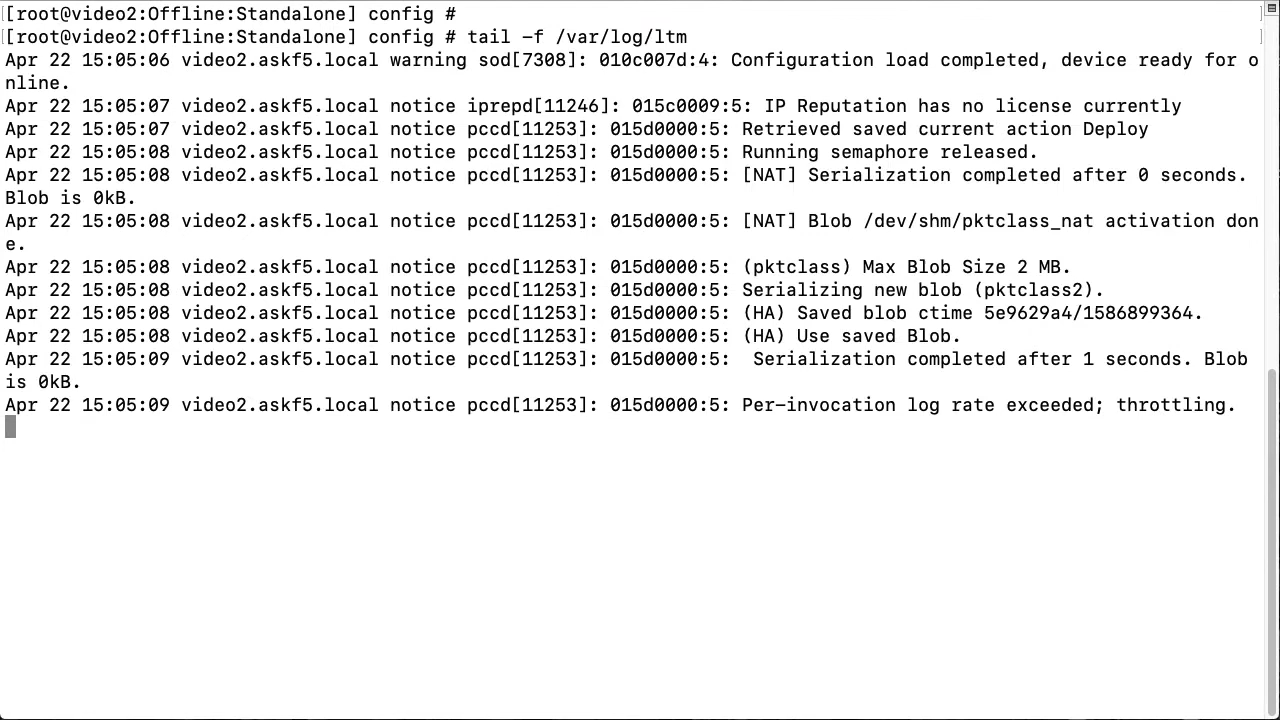 [[root@video2:Offline:Standalone] config #                                                                         ]
[[root@video2:Offline:Standalone] config # tail -f /var/log/ltm                                                    ]
Apr 22 15:05:06 video2.askf5.local warning sod[7308]: 010c007d:4: Configuration load completed, device ready for o
nline.
Apr 22 15:05:07 video2.askf5.local notice iprepd[11246]: 015c0009:5: IP Reputation has no license currently
Apr 22 15:05:07 video2.askf5.local notice pccd[11253]: 015d0000:5: Retrieved saved current action Deploy
Apr 22 15:05:08 video2.askf5.local notice pccd[11253]: 015d0000:5: Running semaphore released.
Apr 22 15:05:08 video2.askf5.local notice pccd[11253]: 015d0000:5: [NAT] Serialization completed after 0 seconds.
Blob is 0kB.
Apr 22 15:05:08 video2.askf5.local notice pccd[11253]: 015d0000:5: [NAT] Blob /dev/shm/pktclass_nat activation don
e.
Apr 22 15:05:08 video2.askf5.local notice pccd[11253]: 015d0000:5: (pktclass) Max Blob Size 2 MB.
Apr 22 15:05:08 video2.askf5.local notice pccd[11253]: 015d0000:5: Serializing new blob (pktclass2).
Apr 22 15:05:08 video2.askf5.local notice pccd[11253]: 015d0000:5: (HA) Saved blob ctime 5e9629a4/1586899364.
Apr 22 15:05:08 video2.askf5.local notice pccd[11253]: 015d0000:5: (HA) Use saved Blob.
Apr 22 15:05:09 video2.askf5.local notice pccd[11253]: 015d0000:5:  Serialization completed after 1 seconds. Blob
is 0kB.
Apr 22 15:05:09 video2.askf5.local notice pccd[11253]: 015d0000:5: Per-invocation log rate exceeded; throttling.